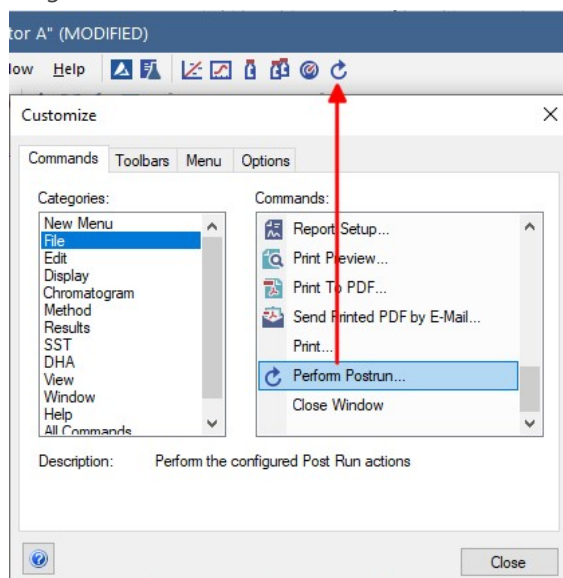 tor A" (MODIFIED)
low Help
Customize
Commands Toolbars Menu Options
Categories: Commands:
New Menu
File
Edit
Display
Chromatogram
Method
Results
SST
DHA
View
Window
Help
All Commands
Report Setup...
Print Preview...
Print To PDF...
Send Printed PDF by E-Mail...
Print...
Perform Postrun...
Close Window
Description: Perform the configured Post Run actions
Close